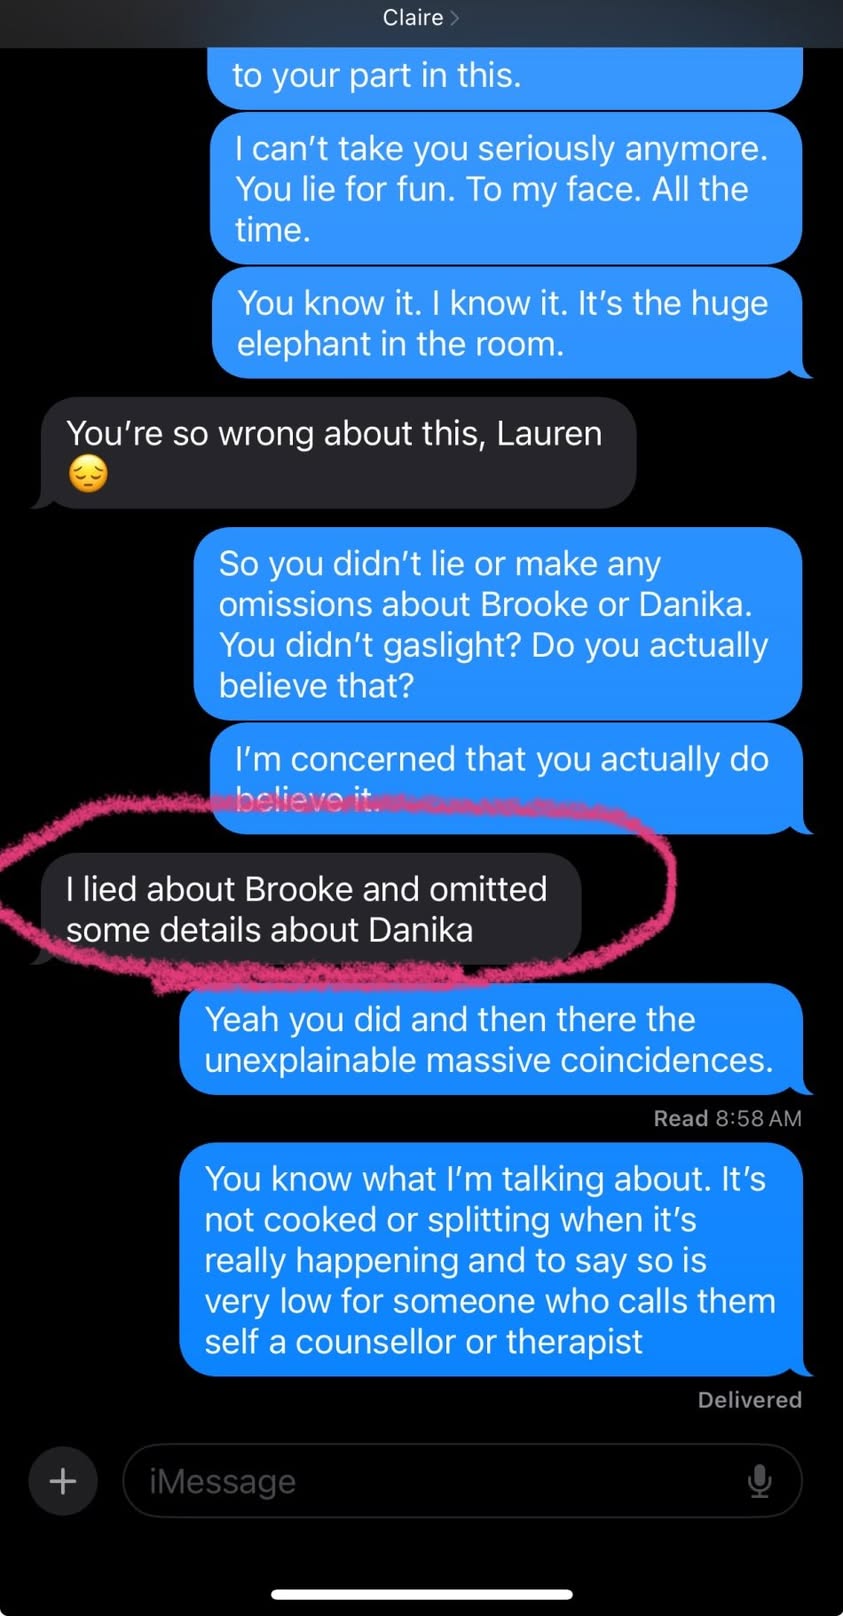 Claire
to your part in this.
I can’t take you seriously anymore.
You lie for fun. To my face. All the
time.
You know it. I know it. It’s the huge
elephant in the room.
You’re so wrong about this, Lauren
😔
So you didn’t lie or make any
omissions about Brooke or Danika.
You didn’t gaslight? Do you actually
believe that?
I’m concerned that you actually do
believe it.
I lied about Brooke and omitted
some details about Danika
Yeah you did and then there the
unexplainable massive coincidences.
Read 8:58 AM
You know what I’m talking about. It’s
not cooked or splitting when it’s
really happening and to say so is
very low for someone who calls them
self a counsellor or therapist
Delivered
iMessage